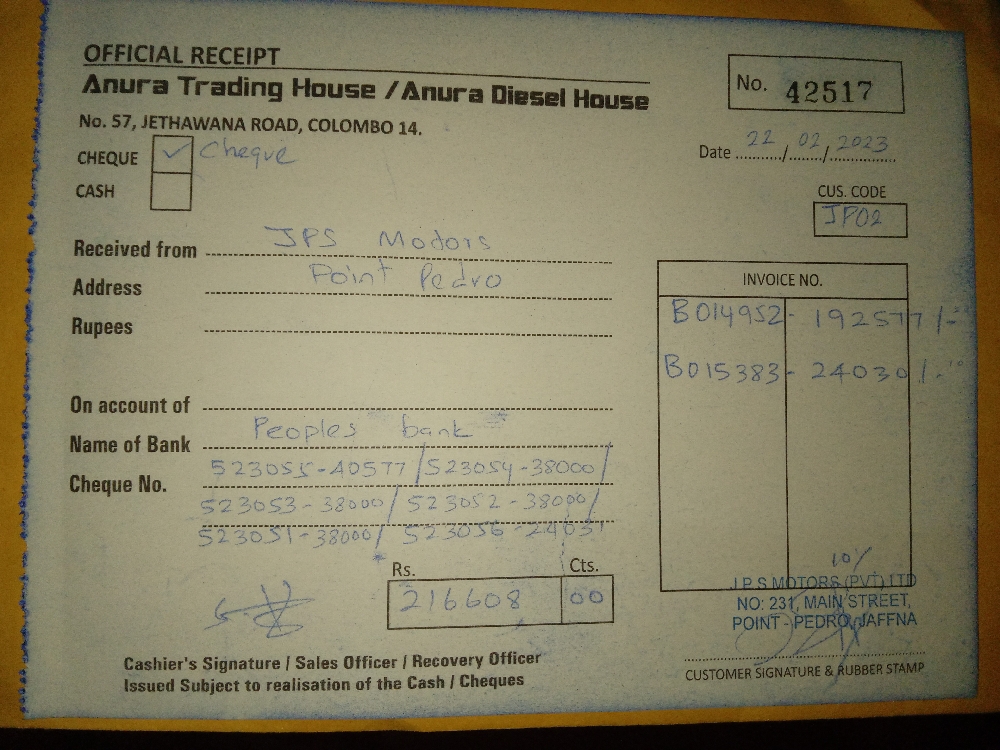 OFFICIAL RECEIPT
Anura Trading House / Anura Diesel House
No. 57, JETHAWANA ROAD, COLOMBO 14.
No. 42517
Date 22/02/2023
CHEQUE ✓ Cheque
CASH
CUS. CODE
JP02
Received from JPS Motors
Address Point Pedro
Rupees
On account of
Name of Bank Peoples bank
Cheque No. 523055-40577/523054-38000/
523053-38000/523052-38000/
523051-38000/523056-24031
INVOICE NO.
B014952- 192577/-
B015383- 24030/-
Rs. Cts.
216608 00
Cashier's Signature / Sales Officer / Recovery Officer
Issued Subject to realisation of the Cash / Cheques
J.P.S MOTORS (PVT) LTD
NO: 231, MAIN STREET,
POINT - PEDRO, JAFFNA
CUSTOMER SIGNATURE & RUBBER STAMP